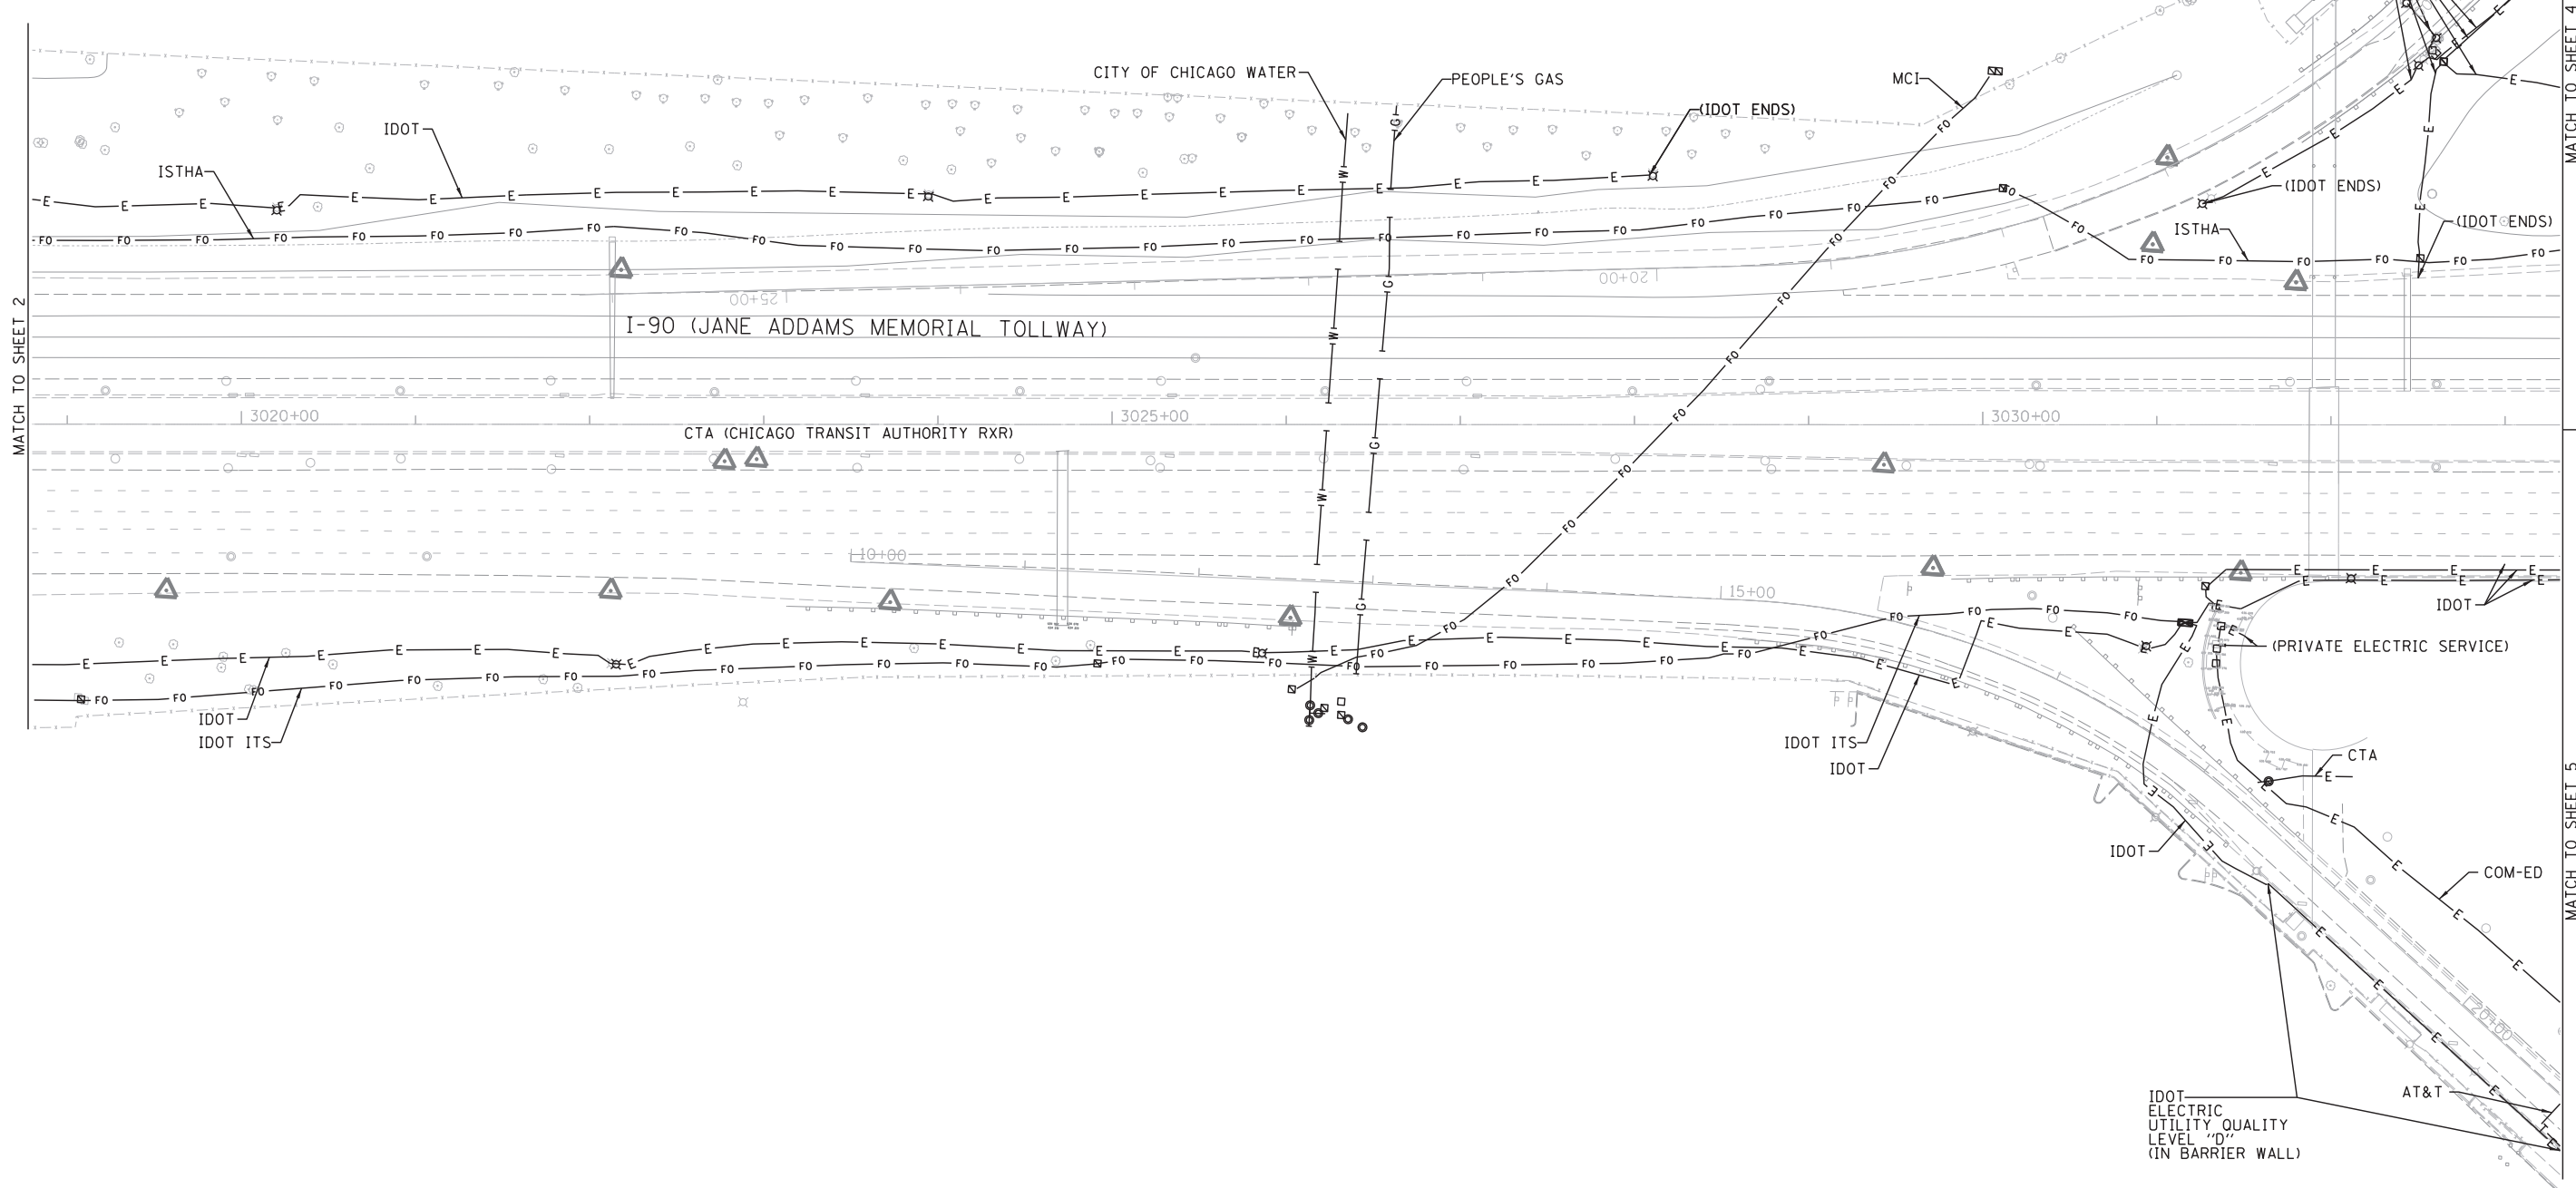 MATCH TO SHEET 4
CITY OF CHICAGO WATER
PEOPLE'S GAS
MCI
(IDOT ENDS)
IDOT
ISTHA
(IDOT ENDS)
(IDOT ENDS)
ISTHA
20+00
25+00
I-90 (JANE ADDAMS MEMORIAL TOLLWAY)
MATCH TO SHEET 2
3020+00
3025+00
3030+00
CTA (CHICAGO TRANSIT AUTHORITY RXR)
10+00
15+00
IDOT
(PRIVATE ELECTRIC SERVICE)
IDOT
IDOT ITS
IDOT ITS
IDOT
CTA
MATCH TO SHEET 5
IDOT
COM-ED
20+00
AT&T
IDOT
ELECTRIC
UTILITY QUALITY
LEVEL "D"
(IN BARRIER WALL)